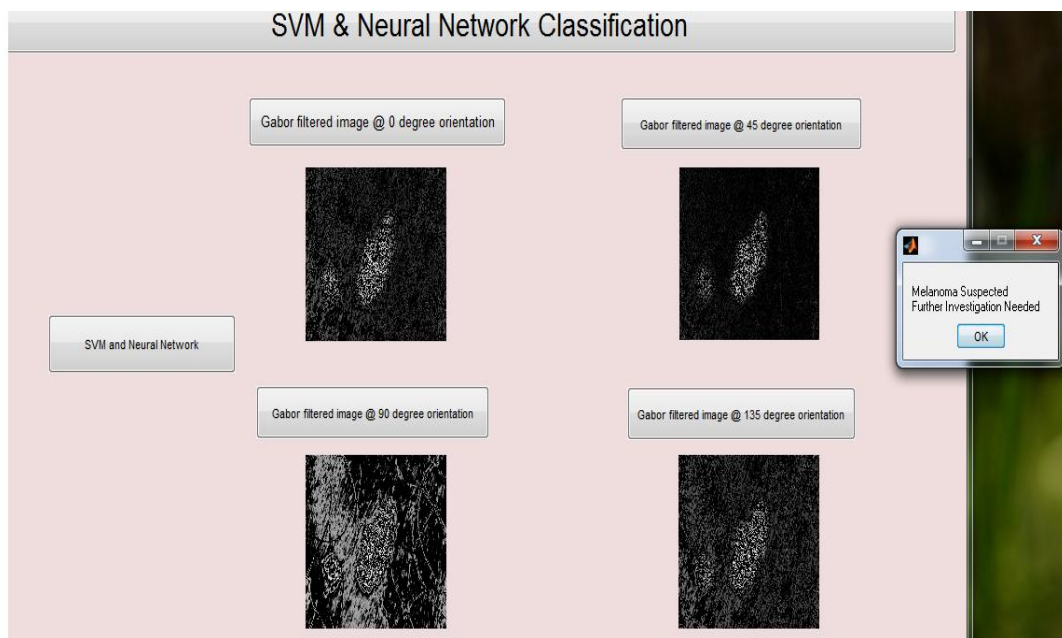 SVM & Neural Network Classification
Gabor filtered image @ 0 degree orientation
Gabor filtered image @ 45 degree orientation
Melanoma Suspected
Further Investigation Needed
OK
SVM and Neural Network
Gabor filtered image @ 90 degree orientation
Gabor filtered image @ 135 degree orientation